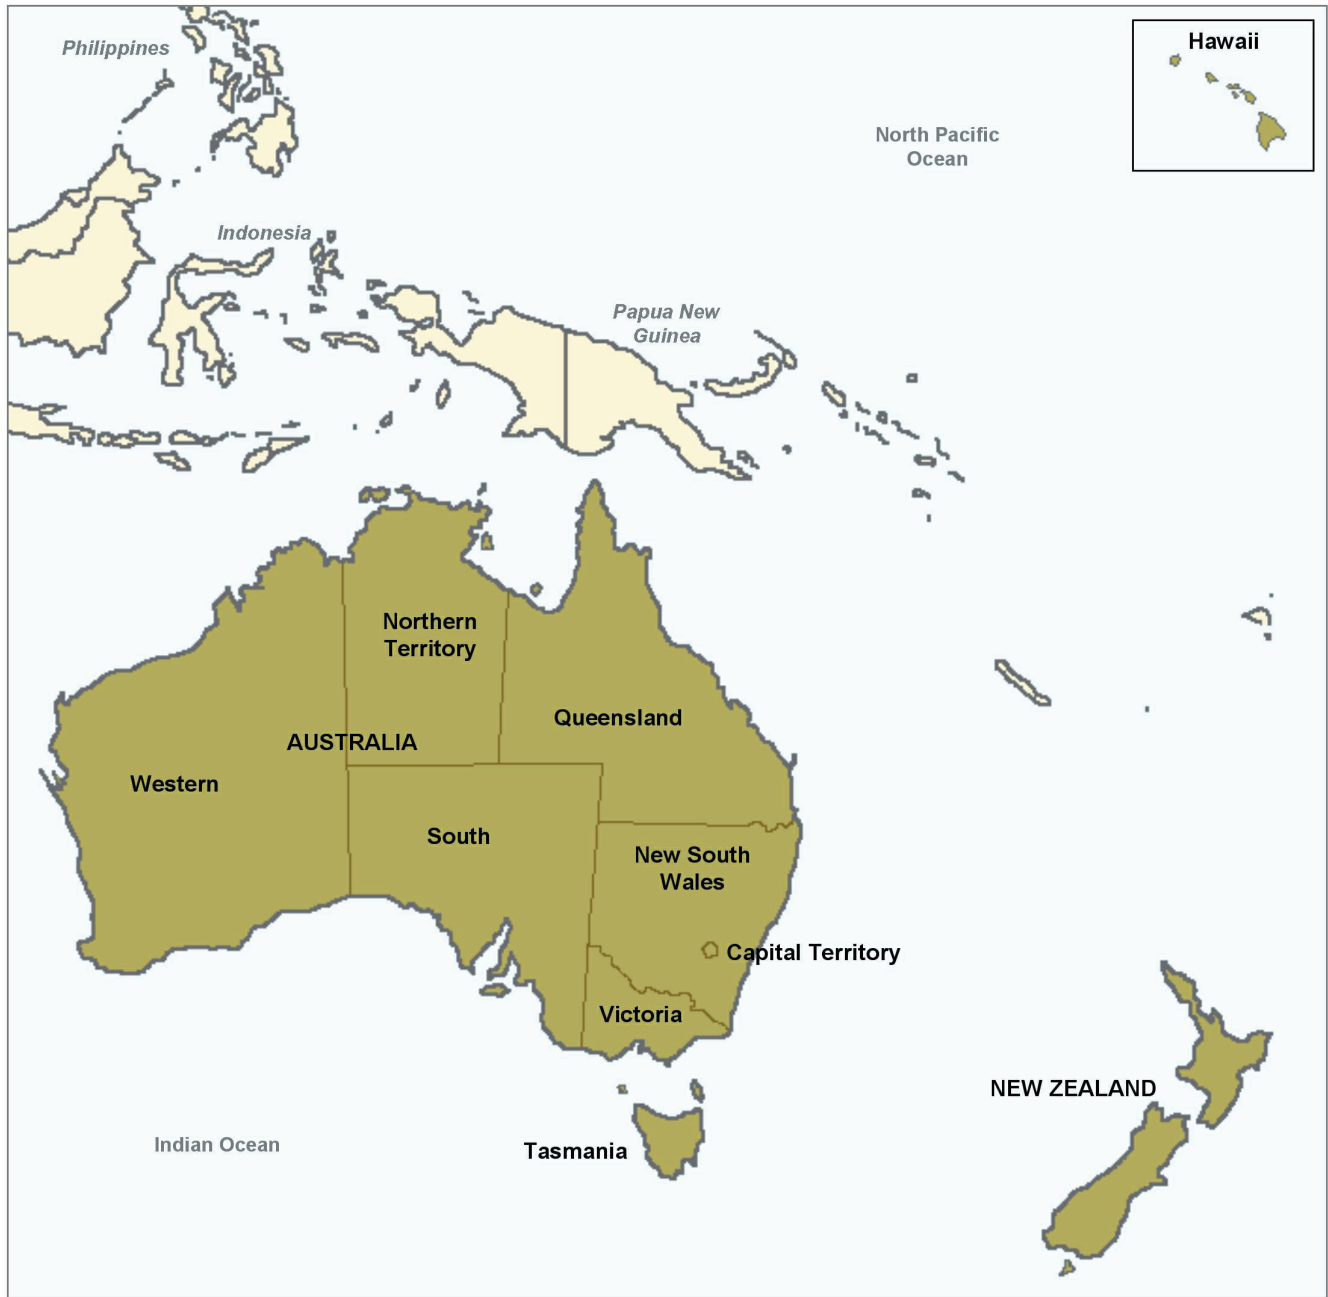 Hawaii
Philippines
North Pacific
Ocean
Indonesia
Papua New
Guinea
Northern
Territory
Queensland
AUSTRALIA
Western
South
New South
Wales
Capital Territory
Victoria
NEW ZEALAND
Indian Ocean
Tasmania